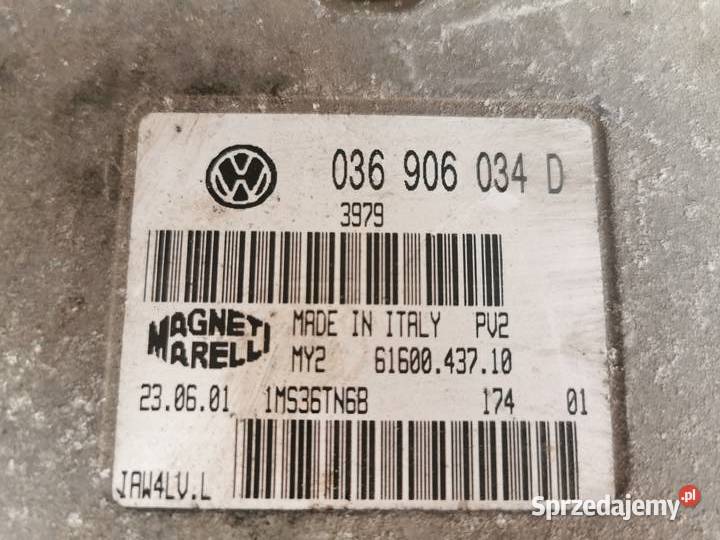 036 906 034 D
3979
MAGNETI MARELLI
MADE IN ITALY PV2
MY2 61600.437.10
23.06.01 1MS36TN6B 174 01
IAW4LV.L
Sprzedajemy.pl